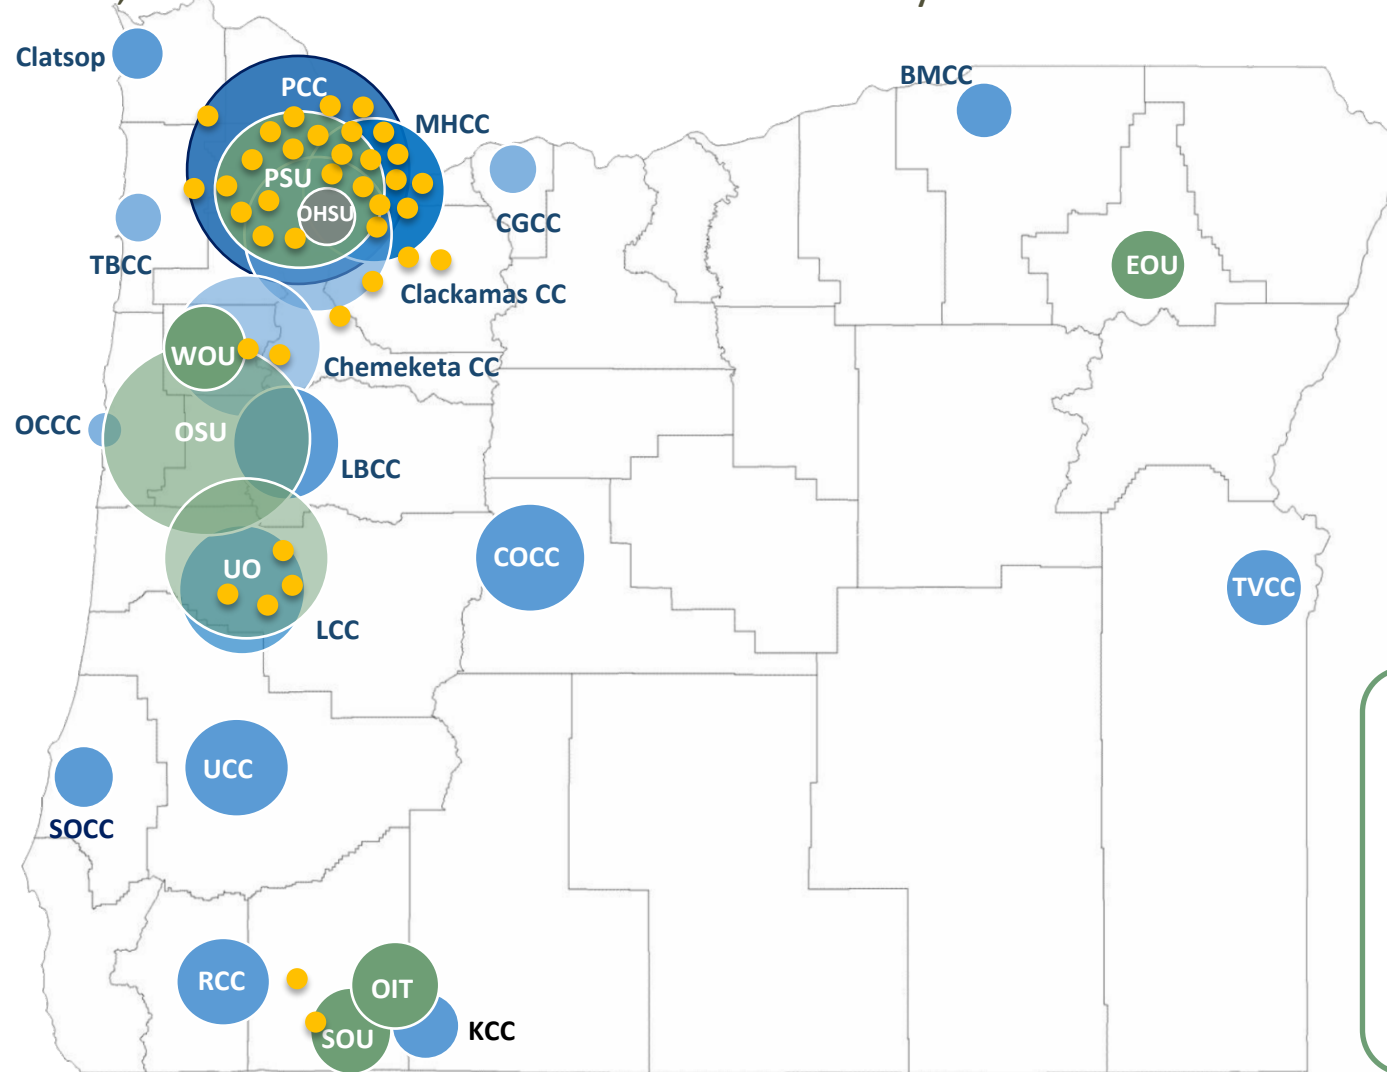 Clatsop
PCC
BMCC
MHCC
PSU
OHSU
CGCC
TBCC
EOU
Clackamas CC
WOU
Chemeketa CC
OCCC
OSU
LBCC
COCC
UO
TVCC
LCC
UCC
SOCC
RCC
OIT
SOU
KCC